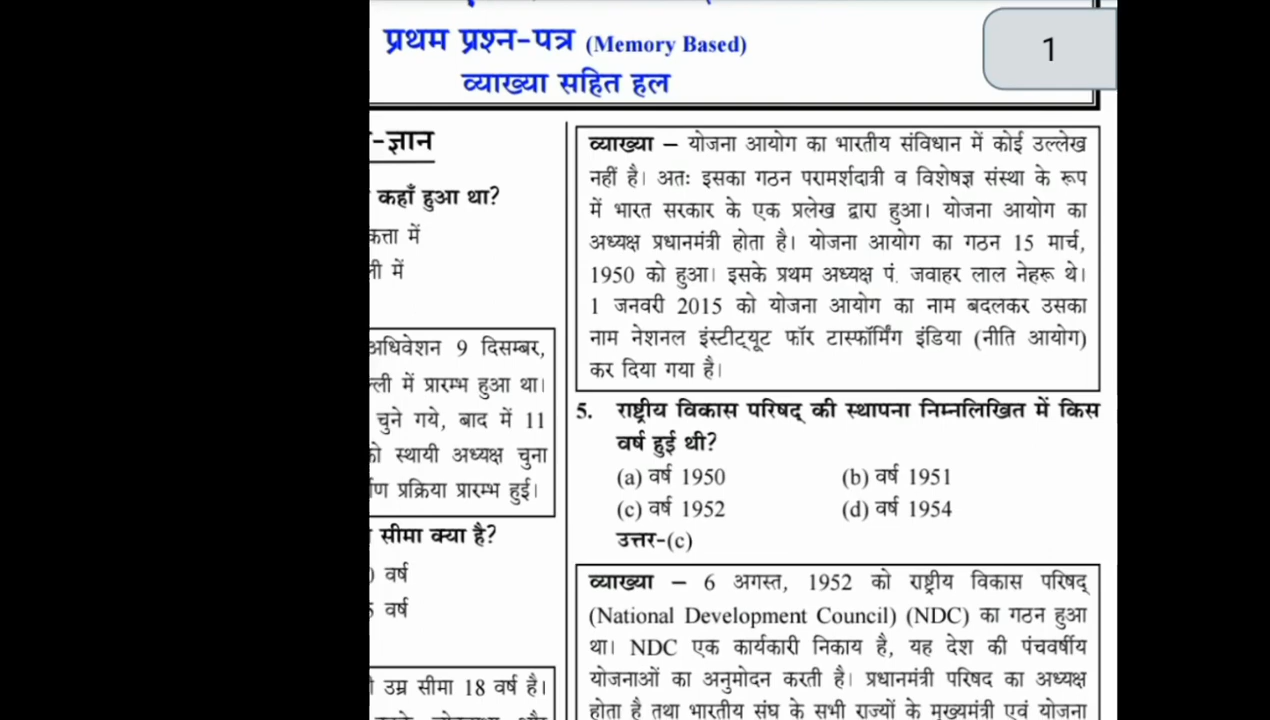 प्रथम प्रश्न-पत्र (Memory Based)
व्याख्या सहित हल
1
-ज्ञान
कहाँ हुआ था?
कत्ता में
ली में
अधिवेशन 9 दिसम्बर,
ल्ली में प्रारम्भ हुआ था।
चुने गये, बाद में 11
को स्थायी अध्यक्ष चुना
प्रक्रिया प्रारम्भ हुई।
सीमा क्या है?
वर्ष
वर्ष
उम्र सीमा 18 वर्ष है।
व्याख्या – योजना आयोग का भारतीय संविधान में कोई उल्लेख
नहीं है। अतः इसका गठन परामर्शदात्री व विशेषज्ञ संस्था के रूप
में भारत सरकार के एक प्रलेख द्वारा हुआ। योजना आयोग का
अध्यक्ष प्रधानमंत्री होता है। योजना आयोग का गठन 15 मार्च,
1950 को हुआ। इसके प्रथम अध्यक्ष पं. जवाहर लाल नेहरू थे।
1 जनवरी 2015 को योजना आयोग का नाम बदलकर उसका
नाम नेशनल इंस्टीट्यूट फॉर टास्फॉर्मिंग इंडिया (नीति आयोग)
कर दिया गया है।
5. राष्ट्रीय विकास परिषद् की स्थापना निम्नलिखित में किस
वर्ष हुई थी?
(a) वर्ष 1950 (b) वर्ष 1951
(c) वर्ष 1952 (d) वर्ष 1954
उत्तर-(c)
व्याख्या – 6 अगस्त, 1952 को राष्ट्रीय विकास परिषद्
(National Development Council) (NDC) का गठन हुआ
था। NDC एक कार्यकारी निकाय है, यह देश की पंचवर्षीय
योजनाओं का अनुमोदन करती है। प्रधानमंत्री परिषद का अध्यक्ष
होता है तथा भारतीय संघ के सभी राज्यों के मुख्यमंत्री एवं योजना